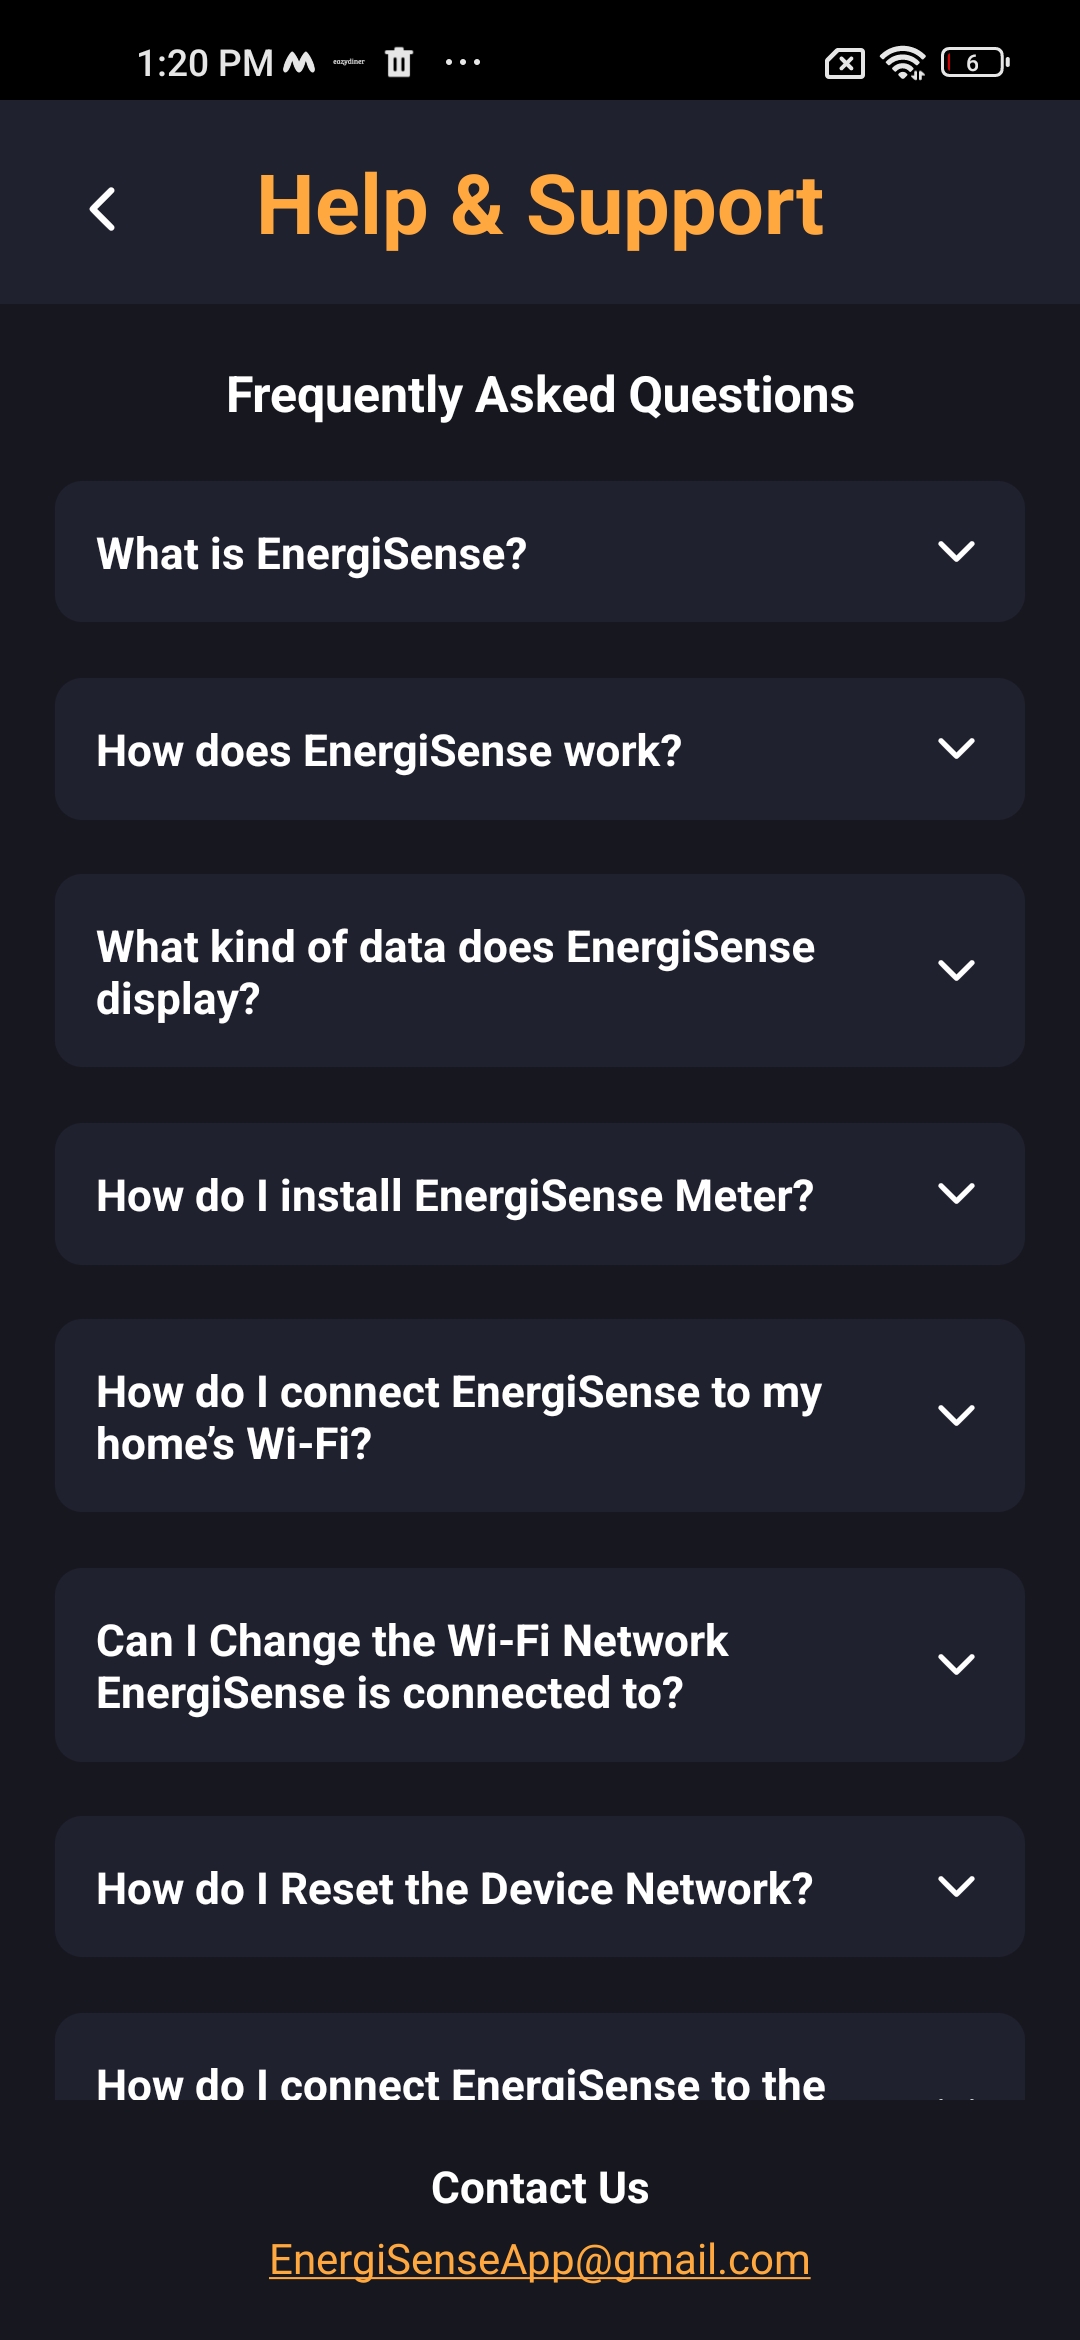 1:20 PM eazydiner
6
Help & Support
Frequently Asked Questions
What is EnergiSense?
How does EnergiSense work?
What kind of data does EnergiSense
display?
How do I install EnergiSense Meter?
How do I connect EnergiSense to my
home’s Wi-Fi?
Can I Change the Wi-Fi Network
EnergiSense is connected to?
How do I Reset the Device Network?
How do I connect EnergiSense to the
Contact Us
EnergiSenseApp@gmail.com